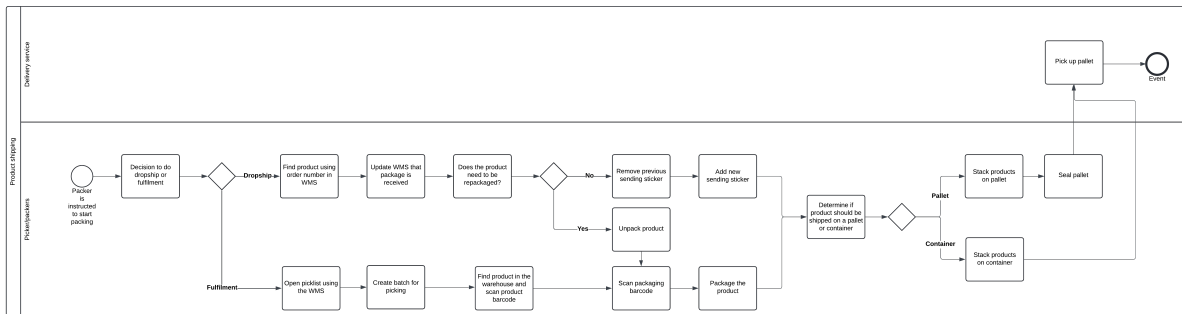 Product shipping
Delivery service
Picker/packers
Pick up pallet
Event
Packer
is
instructed
to start
packing
Decision to do
dropship or
fulfilment
Dropship
Find product using
order number in
WMS
Update WMS that
package is
received
Does the product
need to be
repackaged?
No
Remove previous
sending sticker
Add new
sending sticker
Yes
Unpack product
Fulfilment
Open picklist using
the WMS
Create batch for
picking
Find product in the
warehouse and
scan product
barcode
Scan packaging
barcode
Package the
product
Determine if
product should be
shipped on a pallet
or container
Pallet
Stack products
on pallet
Seal pallet
Container
Stack products
on container